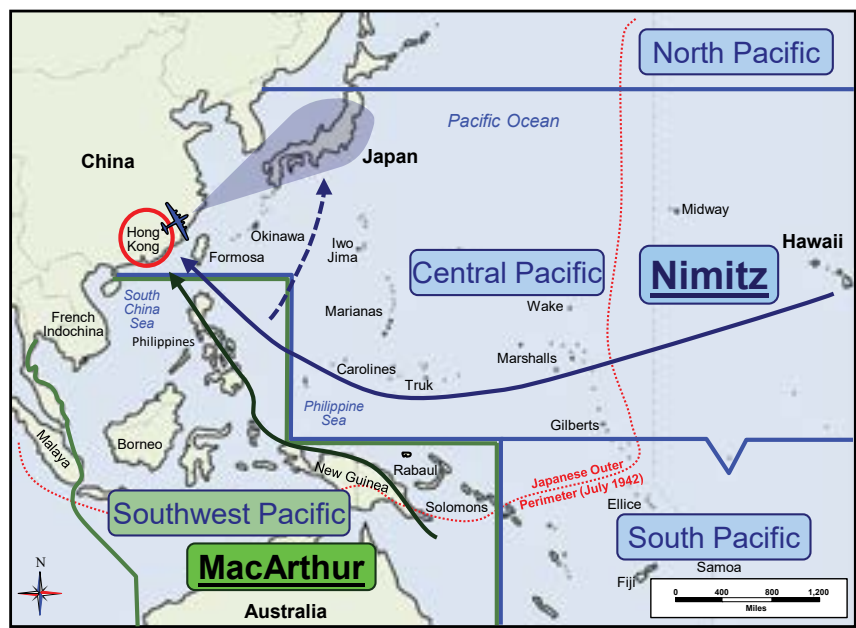 North Pacific
Pacific Ocean
China
Japan
Midway
Hong
Kong
Okinawa
Iwo
Jima
Hawaii
Formosa
Central Pacific
Nimitz
South
China
Sea
French
Indochina
Marianas
Wake
Philippines
Marshalls
Carolines
Truk
Philippine
Sea
Gilberts
Malaya
Borneo
New Guinea
Rabaul
Japanese Outer
Perimeter (July 1942)
Solomons
Ellice
Southwest Pacific
South Pacific
MacArthur
Samoa
Fiji
N
Australia
0 400 800 1,200
Miles